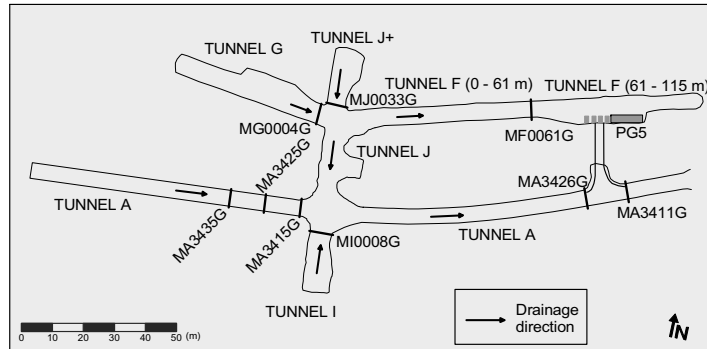 TUNNEL G
TUNNEL J+
MJ0033G
TUNNEL F (0 - 61 m)
TUNNEL F (61 - 115 m)
MG0004G
MF0061G
PG5
MA3425G
TUNNEL J
MA3426G
TUNNEL A
MA3435G
MA3415G
MI0008G
TUNNEL A
MA3411G
TUNNEL I
0 10 20 30 40 50 (m)
Drainage
direction
N